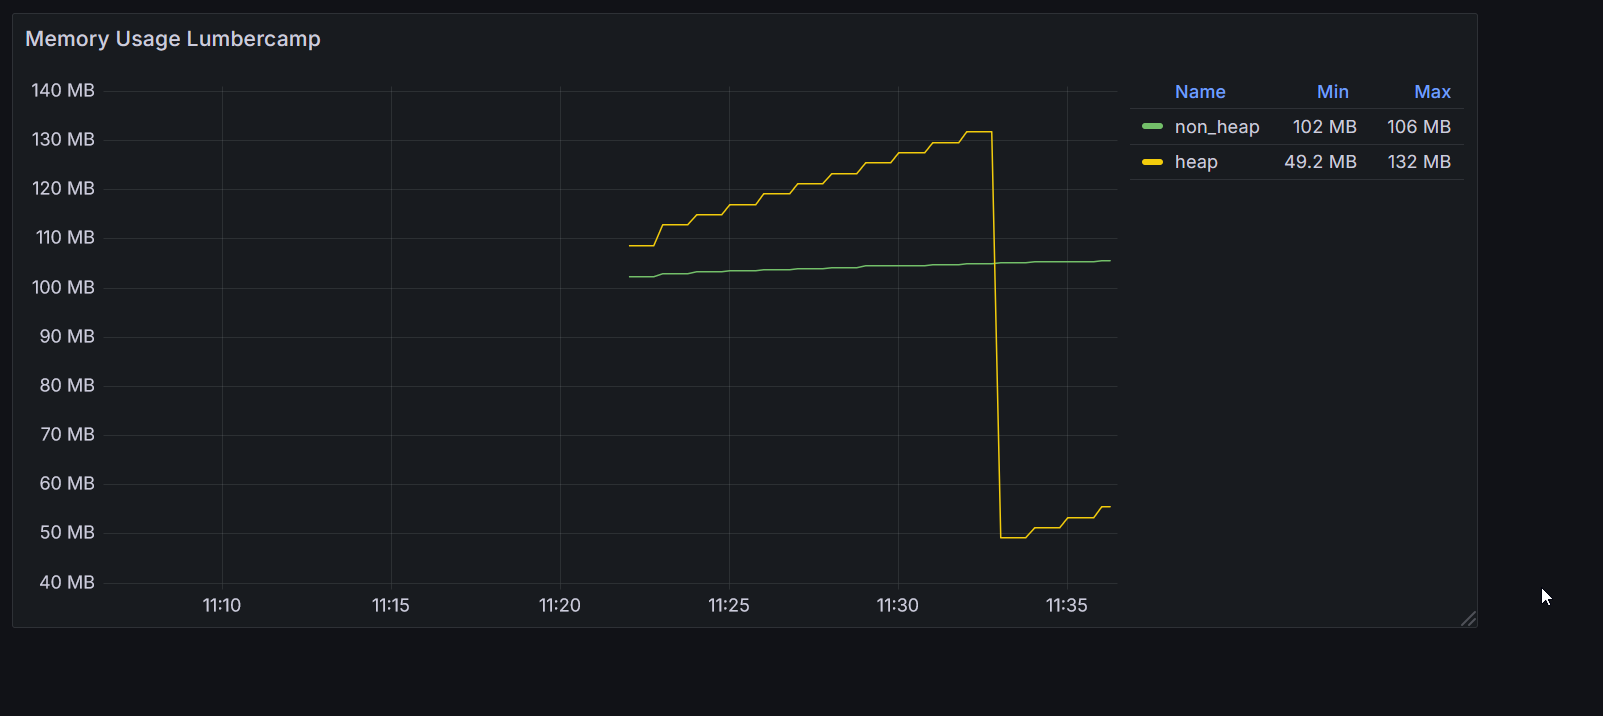 Memory Usage Lumbercamp
140 MB
130 MB
120 MB
110 MB
100 MB
90 MB
80 MB
70 MB
60 MB
50 MB
40 MB
11:10 11:15 11:20 11:25 11:30 11:35
Name Min Max
non_heap 102 MB 106 MB
heap 49.2 MB 132 MB